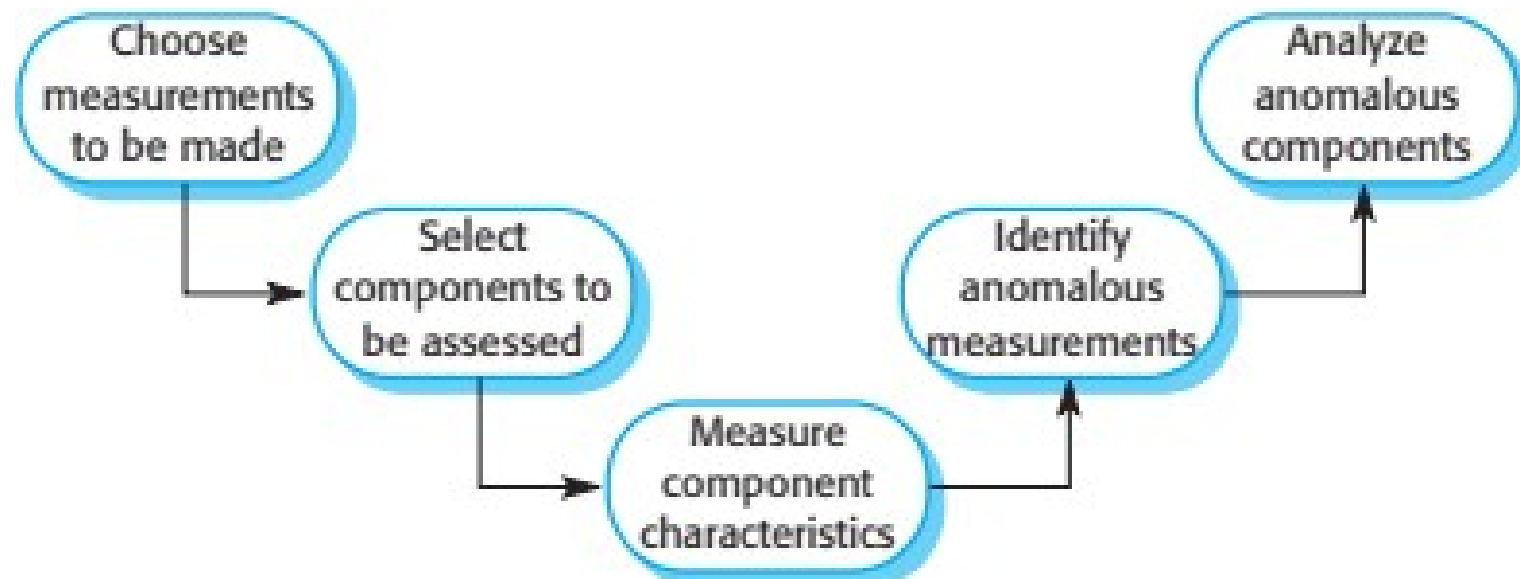 Choose
measurements
to be made
Select
components to
be assessed
Measure
component
characteristics
Identify
anomalous
measurements
Analyze
anomalous
components